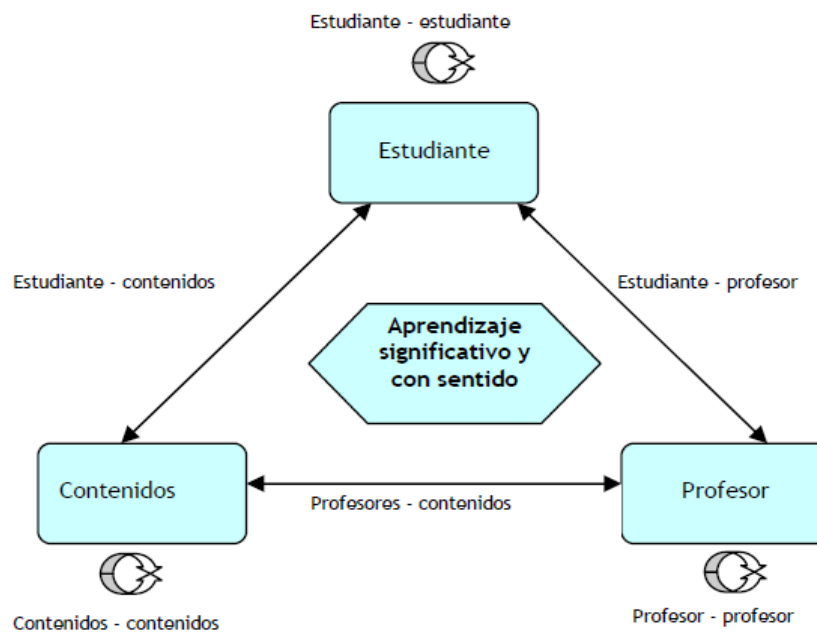 Estudiante - estudiante
Estudiante
Estudiante - contenidos
Estudiante - profesor
Aprendizaje
significativo y
con sentido
Contenidos
Profesores - contenidos
Profesor
Contenidos - contenidos
Profesor - profesor